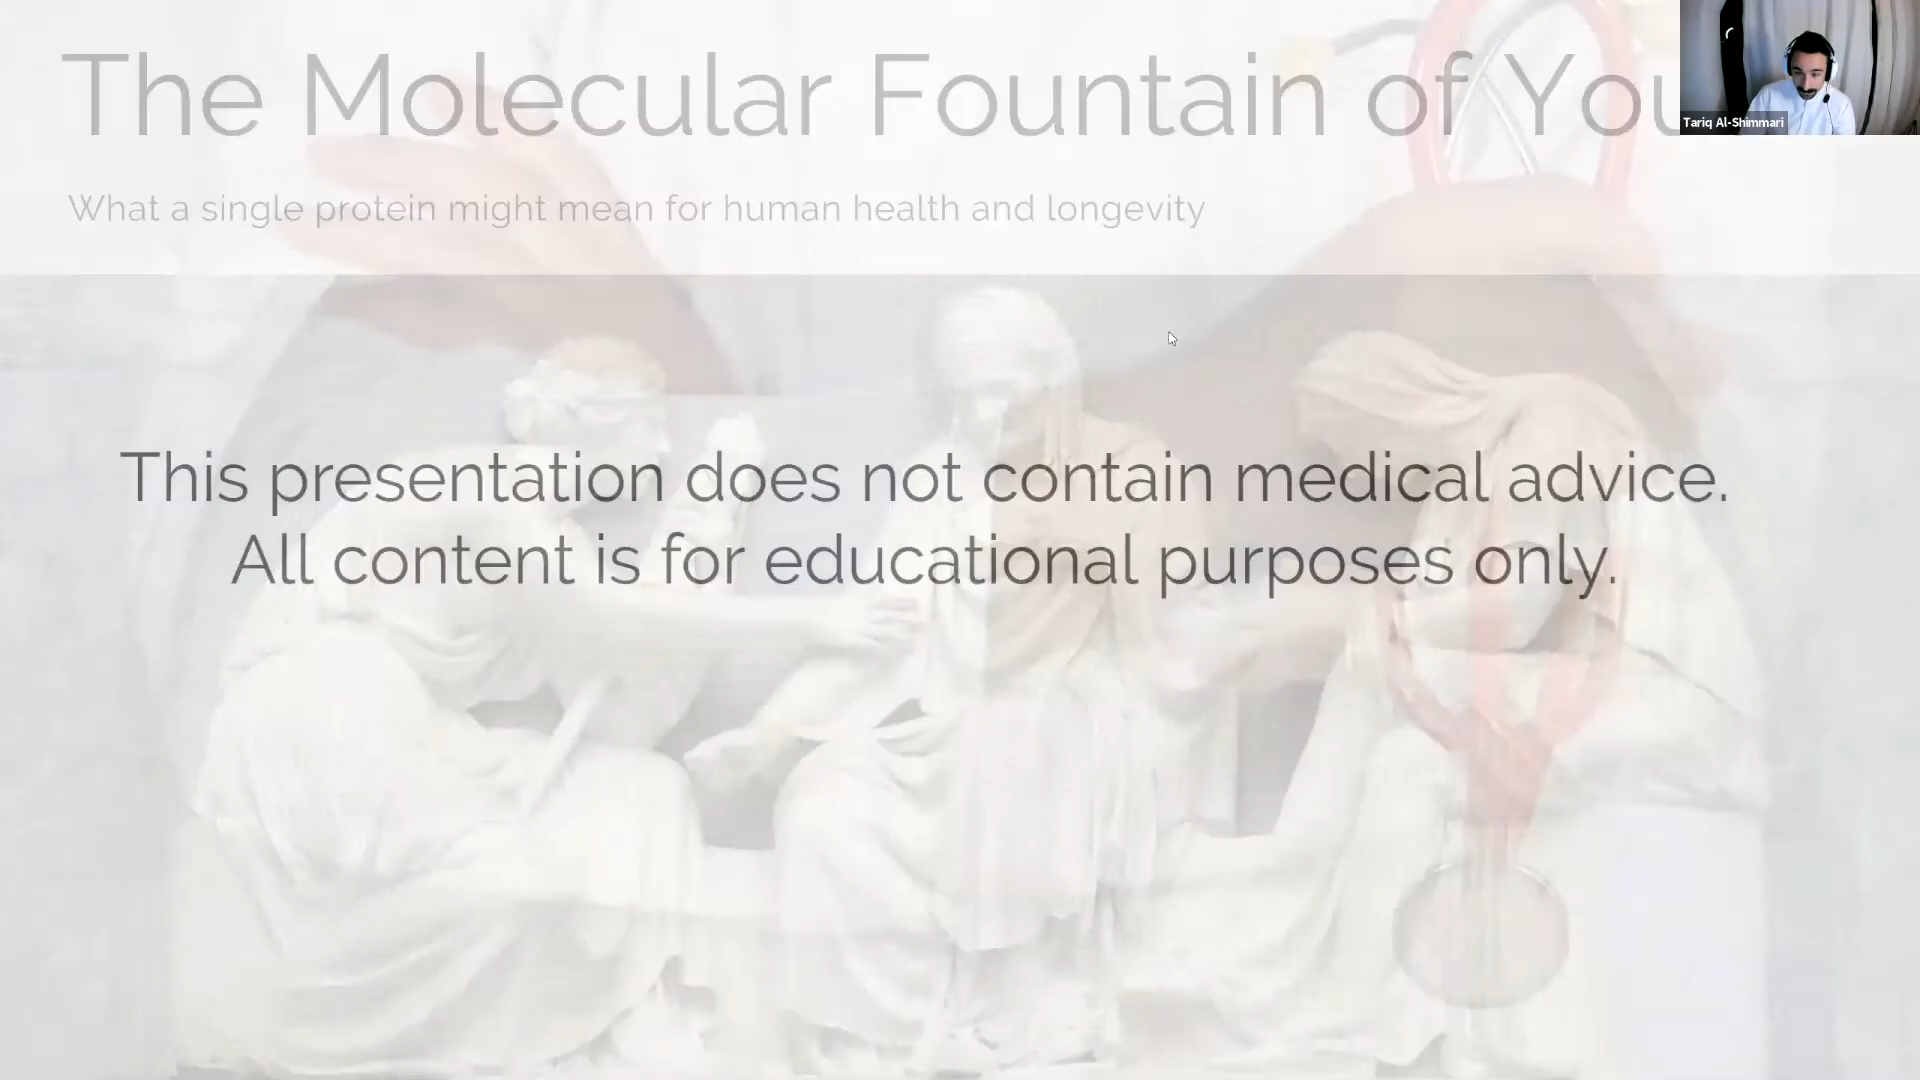 The Molecular Fountain of You
What a single protein might mean for human health and longevity
Tariq Al-Shimmari
This presentation does not contain medical advice.
All content is for educational purposes only.